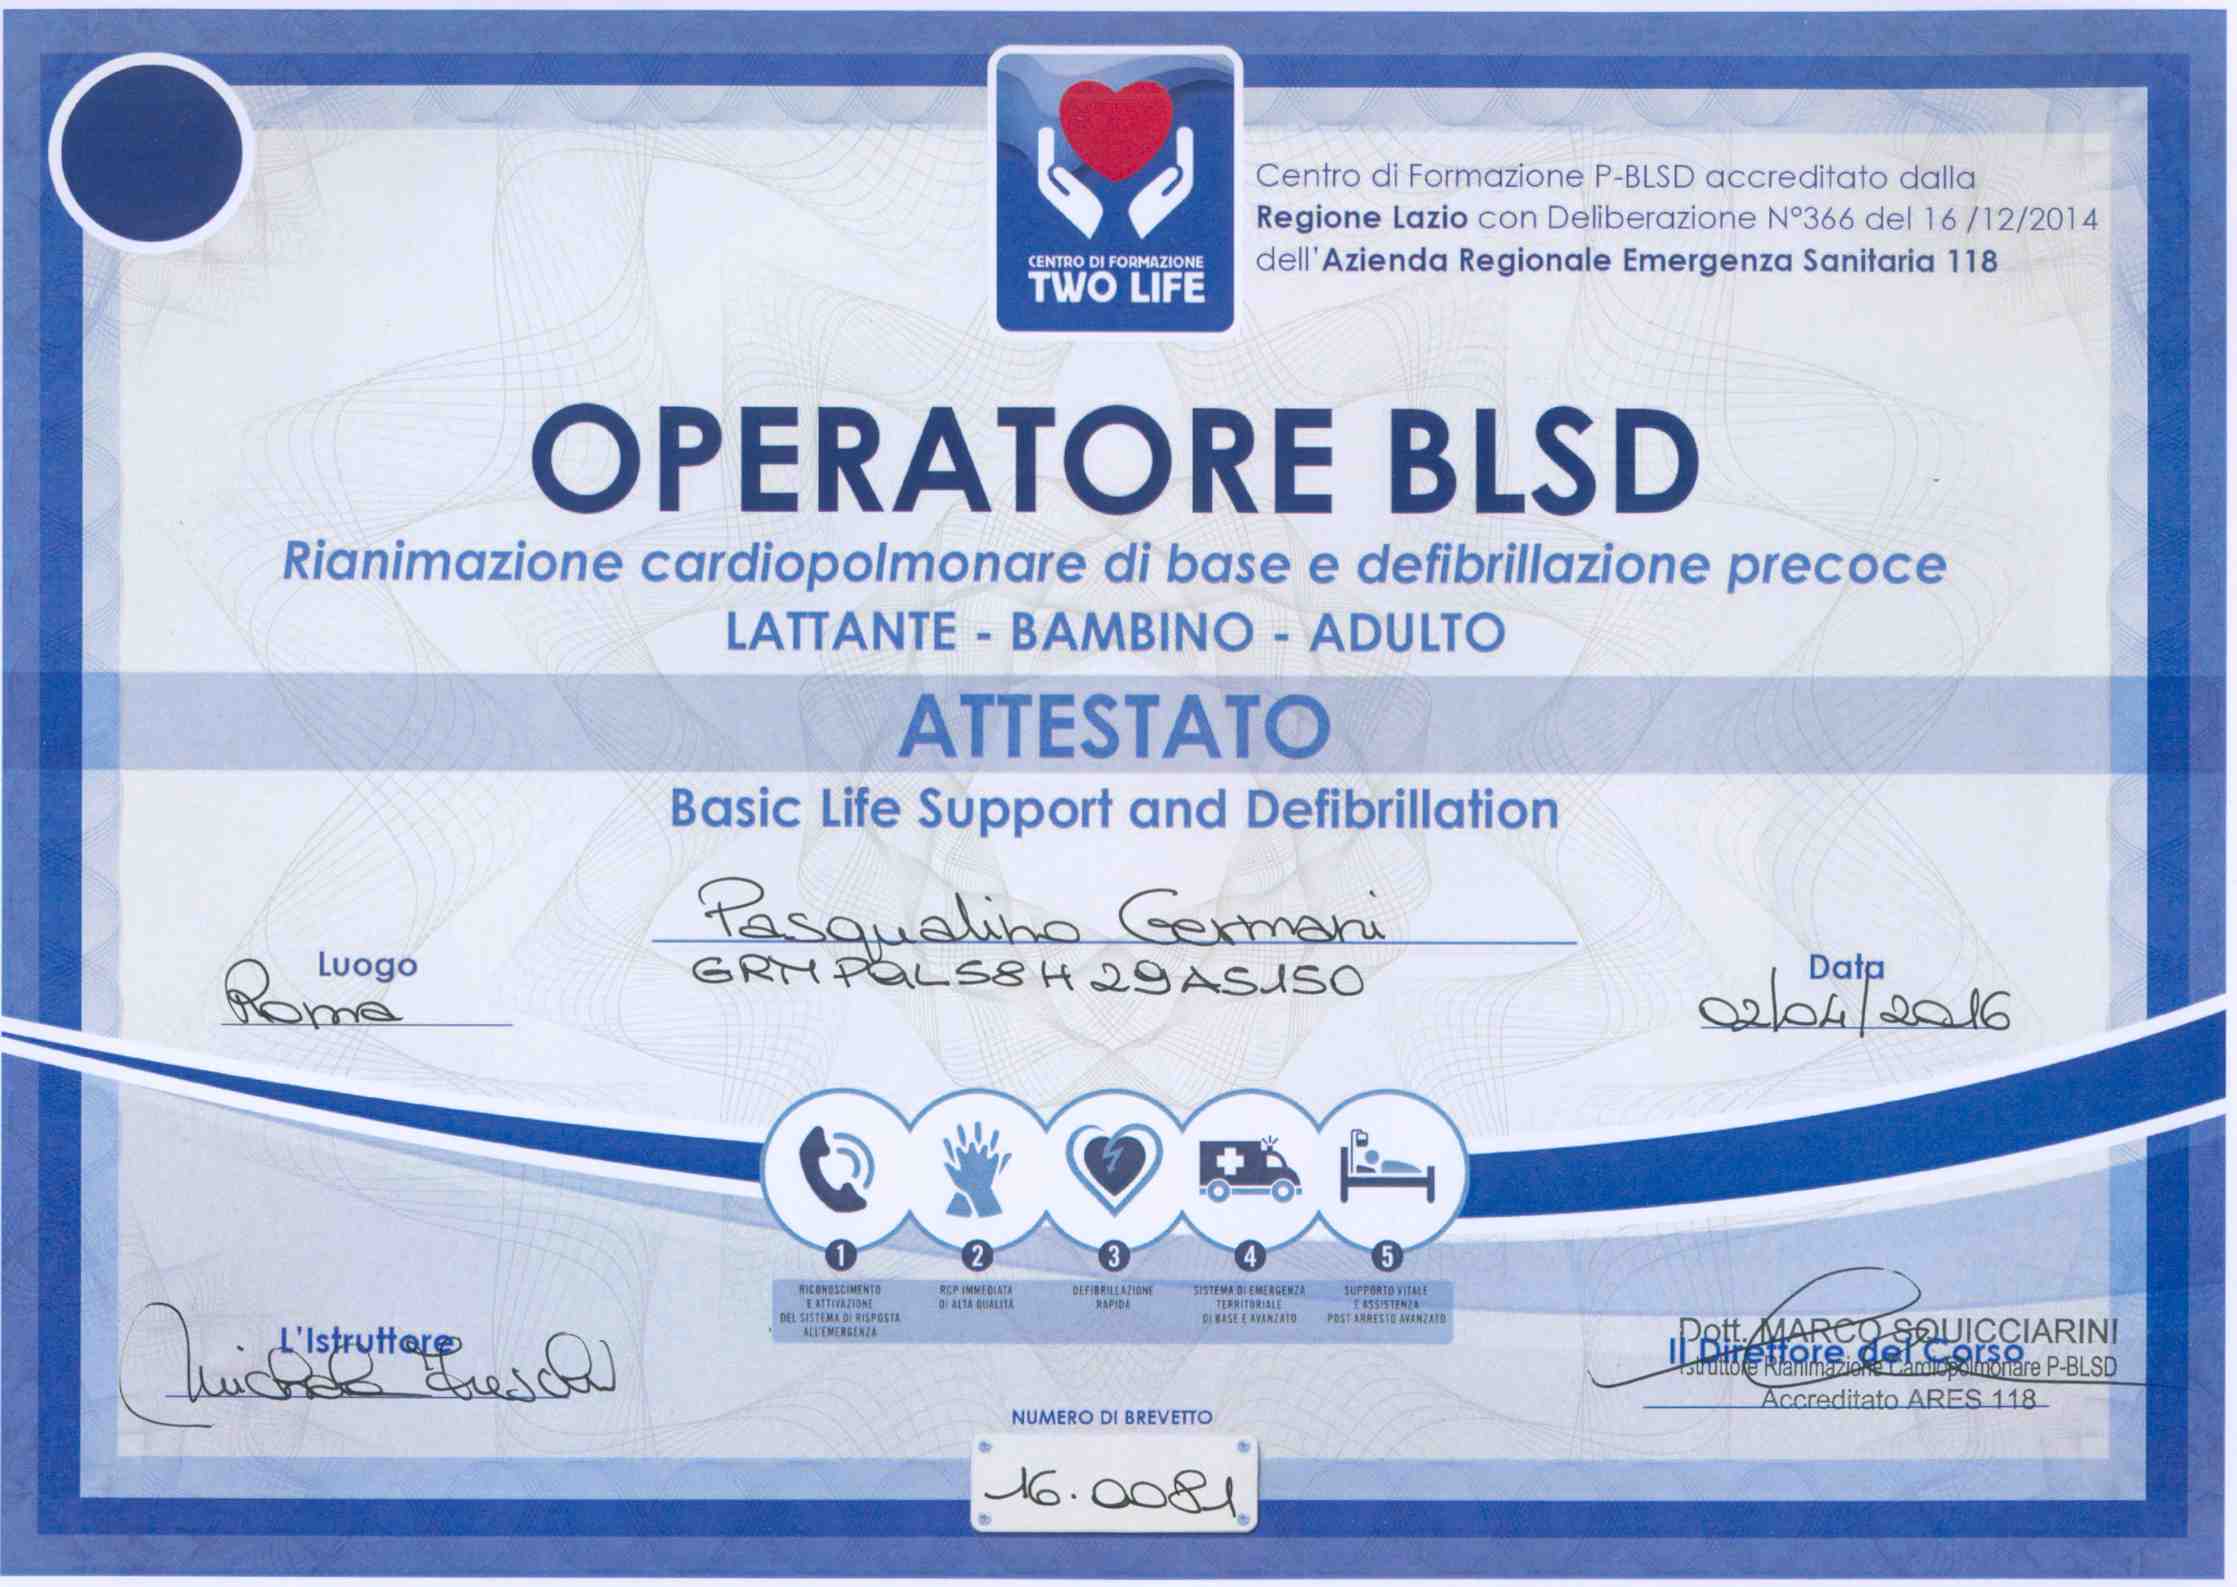 CENTRO DI FORMAZIONE
TWO LIFE
Centro di Formazione P-BLSD accreditato dalla
Regione Lazio con Deliberazione N°366 del 16 /12/2014
dell'Azienda Regionale Emergenza Sanitaria 118
OPERATORE BLSD
Rianimazione cardiopolmonare di base e defibrillazione precoce
LATTANTE - BAMBINO - ADULTO
ATTESTATO
Basic Life Support and Defibrillation
Pasqualino Germani
GRMPQL58H29A515O
Luogo
Roma
Data
02/04/2016
1
RICONOSCIMENTO
E ATTIVAZIONE
DEL SISTEMA DI RISPOSTA
ALL'EMERGENZA
2
RCP IMMEDIATA
DI ALTA QUALITÀ
3
DEFIBRILLAZIONE
RAPIDA
4
SISTEMA DI EMERGENZA
TERRITORIALE
DI BASE E AVANZATO
5
SUPPORTO VITALE
E ASSISTENZA
POST ARRESTO AVANZATO
L'Istruttore
Dott. MARCO SQUICCIARINI
Il Direttore del Corso
Istruttore Rianimazione Cardiopolmonare P-BLSD
Accreditato ARES 118
NUMERO DI BREVETTO
16.0081